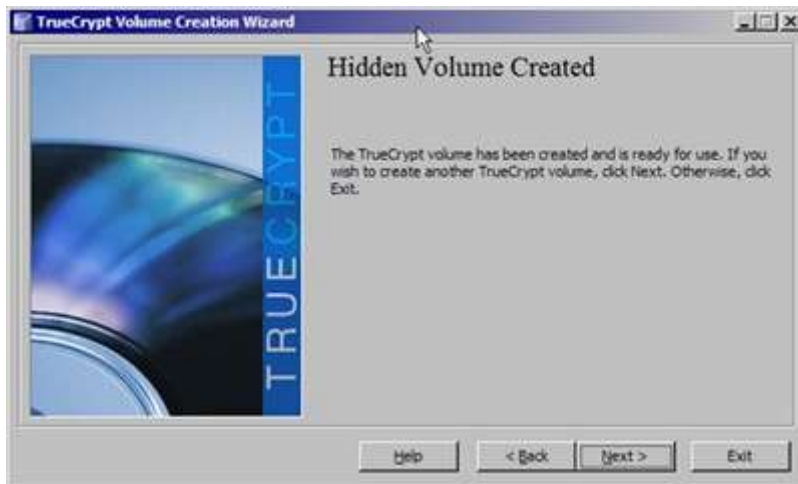 TrueCrypt Volume Creation Wizard
Hidden Volume Created
The TrueCrypt volume has been created and is ready for use. If you
wish to create another TrueCrypt volume, click Next. Otherwise, click
Exit.
TRUECRYPT
Help
< Back
Next >
Exit